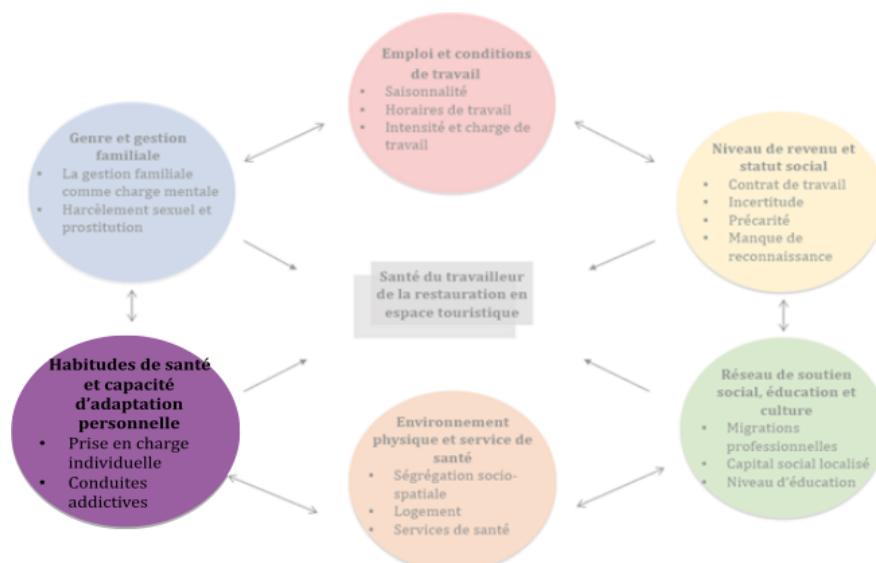 Emploi et conditions
de travail
• Saisonnalité
• Horaires de travail
• Intensité et charge de
travail
Genre et gestion
familiale
• La gestion familiale
comme charge mentale
• Harcèlement sexuel et
prostitution
Niveau de revenu et
statut social
• Contrat de travail
• Incertitude
• Précarité
• Manque de
reconnaissance
Santé du travailleur
de la restauration en
espace touristique
Habitudes de santé
et capacité
d'adaptation
personnelle
• Prise en charge
individuelle
• Conduites
addictives
Environnement
physique et service de
santé
• Ségrégation socio-
spatiale
• Logement
• Services de santé
Réseau de soutien
social, éducation et
culture
• Migrations
professionnelles
• Capital social localisé
• Niveau d'éducation